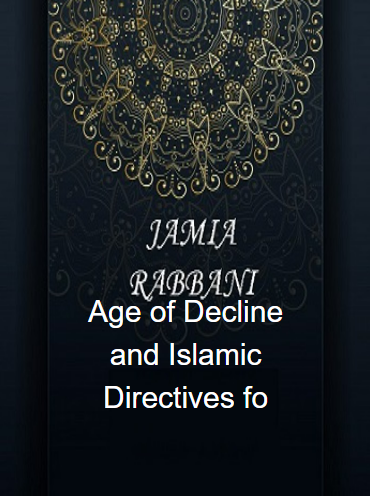 JAMIA
RABBANI
Age of Decline
and Islamic
Directives fo